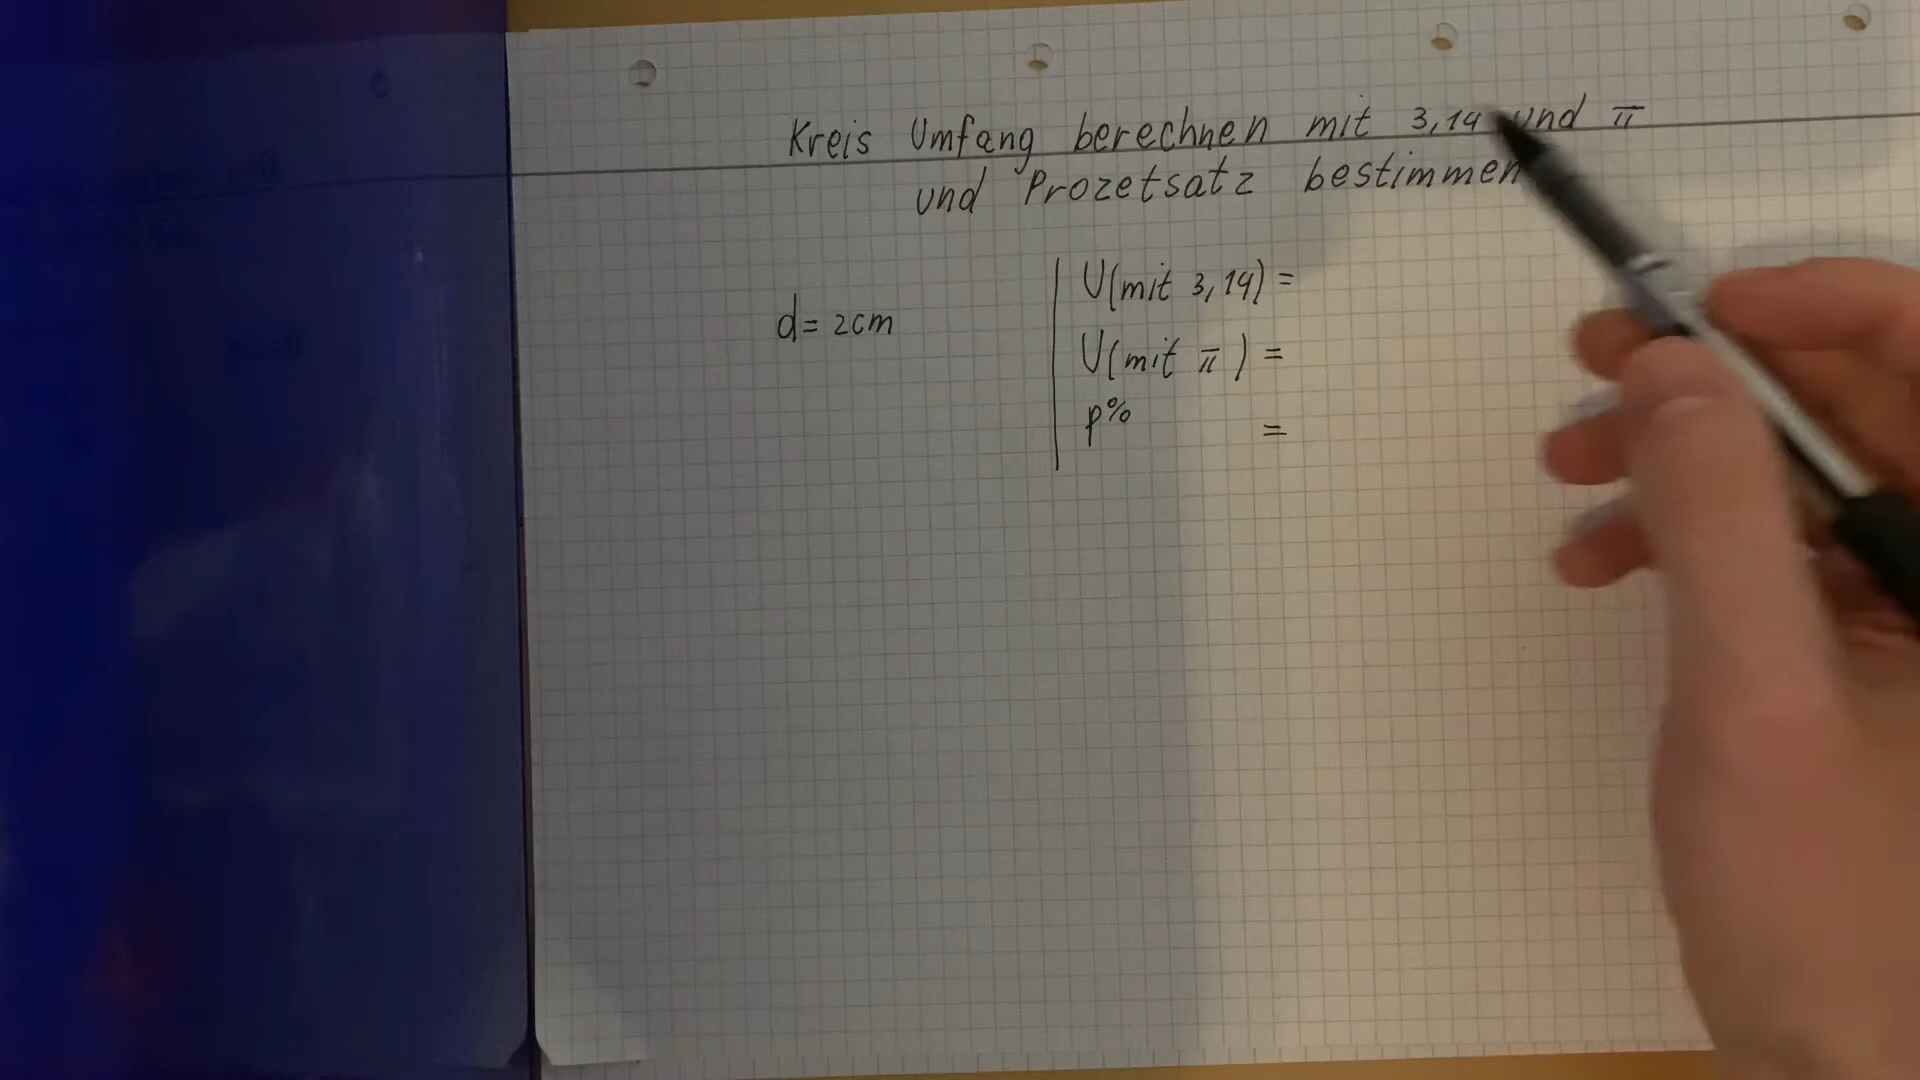 Kreis Umfang berechnen mit 3,14 und π
und Prozetsatz bestimmen
d= 2cm
U(mit 3,14) =
U(mit π) =
p% =